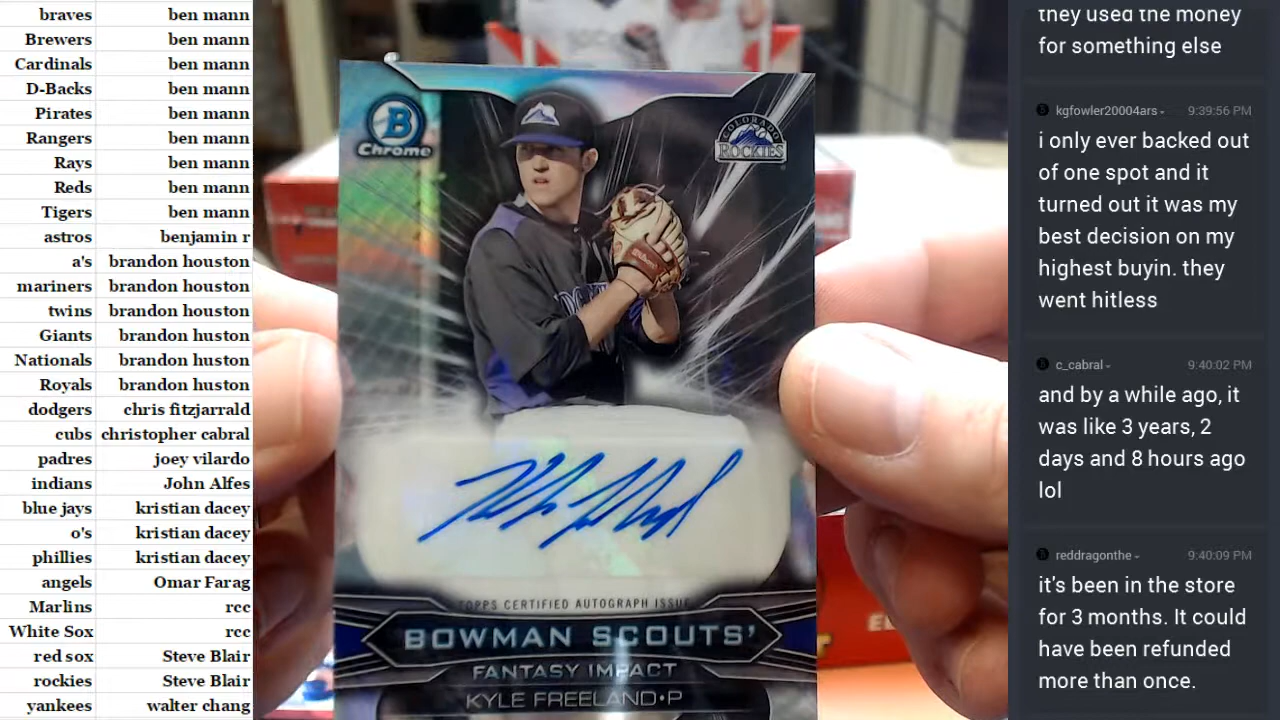 braves ben mann
Brewers ben mann
Cardinals ben mann
D-Backs ben mann
Pirates ben mann
Rangers ben mann
Rays ben mann
Reds ben mann
Tigers ben mann
astros benjamin r
a's brandon houston
mariners brandon houston
twins brandon houston
Giants brandon huston
Nationals brandon huston
Royals brandon huston
dodgers chris fitzjarrald
cubs christopher cabral
padres joey vilardo
indians John Alfes
blue jays kristian dacey
o's kristian dacey
phillies kristian dacey
angels Omar Farag
Marlins rcc
White Sox rcc
red sox Steve Blair
rockies Steve Blair
yankees walter chang
B
Chrome
COLORADO
ROCKIES
Wilson
TOPPS CERTIFIED AUTOGRAPH ISSUE
BOWMAN SCOUTS'
FANTASY IMPACT
KYLE FREELAND•P
they used the money
for something else
kgfowler20004ars 9:39:56 PM
i only ever backed out
of one spot and it
turned out it was my
best decision on my
highest buyin. they
went hitless
c_cabral 9:40:02 PM
and by a while ago, it
was like 3 years, 2
days and 8 hours ago
lol
reddragonthe 9:40:09 PM
it's been in the store
for 3 months. It could
have been refunded
more than once.